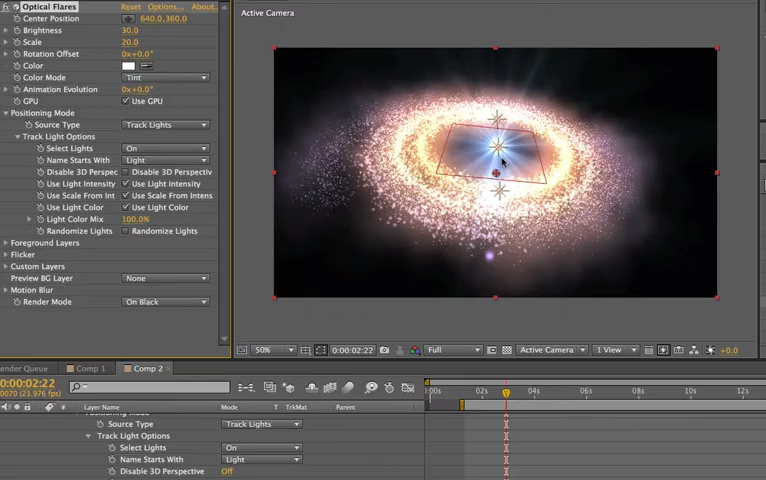 fx Optical Flares Reset Options... About...
Center Position 640.0,360.0
Brightness 30.0
Scale 20.0
Rotation Offset 0x+0.0°
Color
Color Mode Tint
Animation Evolution 0x+0.0°
GPU Use GPU
Positioning Mode
Source Type Track Lights
Track Light Options
Select Lights On
Name Starts With Light
Disable 3D Perspec Disable 3D Perspectiv
Use Light Intensity Use Light Intensity
Use Scale From Int Use Scale From Intens
Use Light Color Use Light Color
Light Color Mix 100.0%
Randomize Lights Randomize Lights
Foreground Layers
Flicker
Custom Layers
Preview BG Layer None
Motion Blur
Render Mode On Black
Active Camera
50% 0:00:02:22 Full Active Camera 1 View +0.0
ender Queue Comp 1 Comp 2
0:00:02:22
0070 (23.976 fps)
:00s 02s 04s 06s 08s 10s 12s
# Layer Name Mode T TrkMat Parent
Positioning Mode
Source Type Track Lights
Track Light Options
Select Lights On
Name Starts With Light
Disable 3D Perspective Off